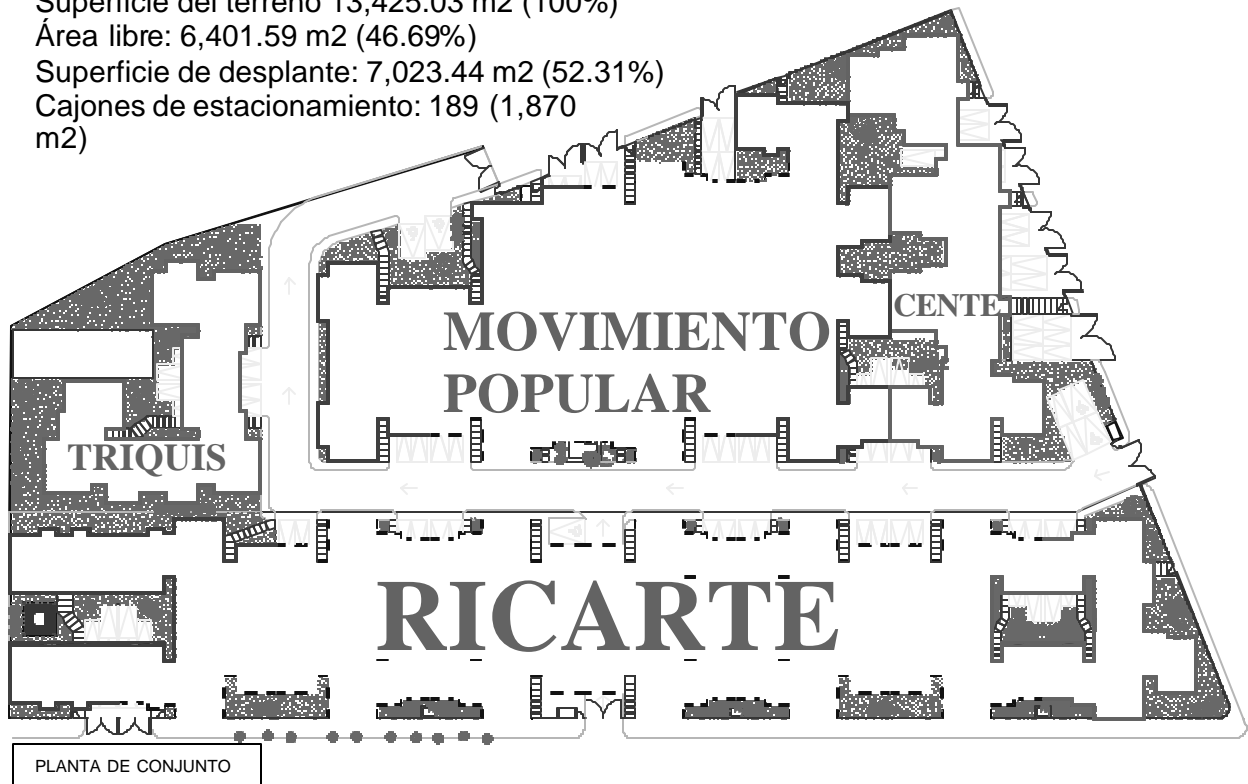 Superficie del terreno 13,425.03 m2 (100%)
Área libre: 6,401.59 m2 (46.69%)
Superficie de desplante: 7,023.44 m2 (52.31%)
Cajones de estacionamiento: 189 (1,870
m2)
CENTE
MOVIMIENTO
POPULAR
TRIQUIS
RICARTE
PLANTA DE CONJUNTO